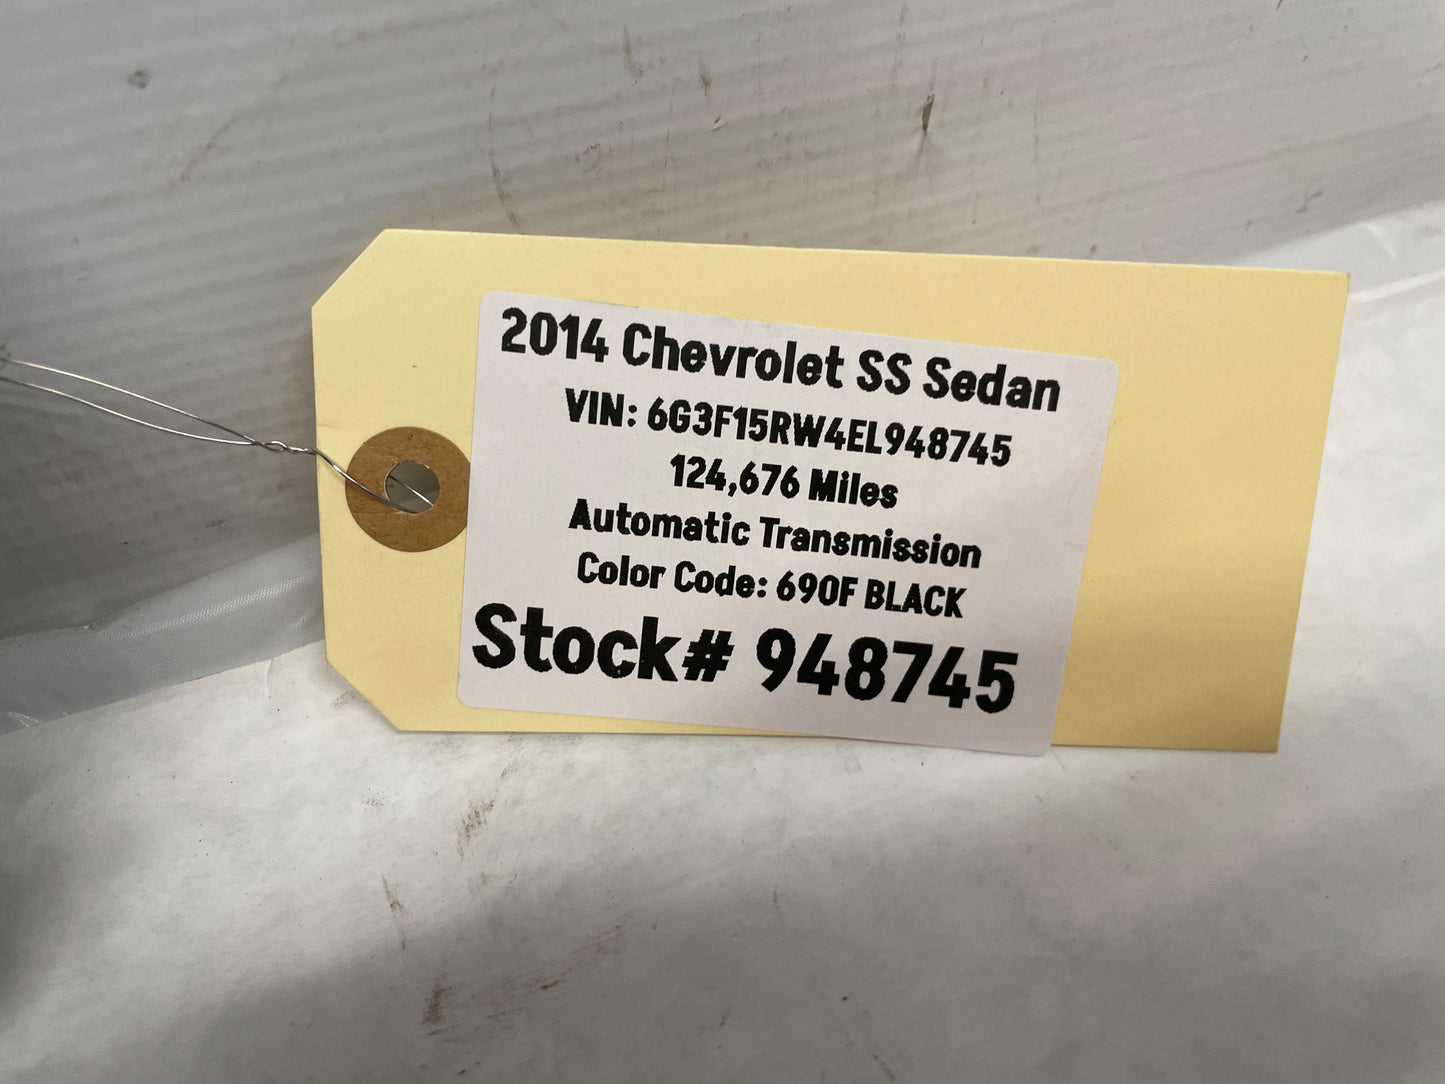 2014 Chevrolet SS Sedan
VIN: 6G3F15RW4EL948745
124,676 Miles
Automatic Transmission
Color Code: 690F BLACK
Stock# 948745